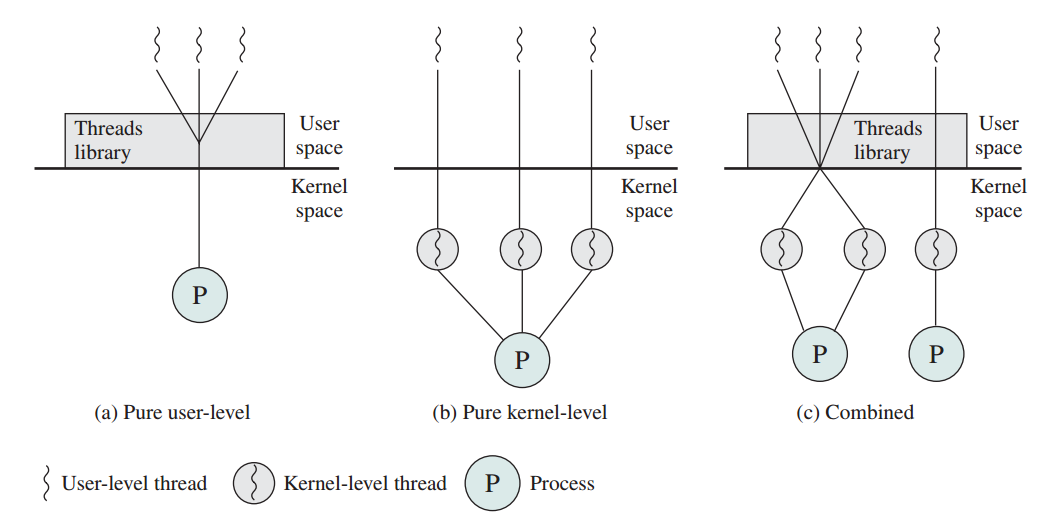 Threads
library
User
space
Kernel
space
P
(a) Pure user-level
User
space
Kernel
space
P
(b) Pure kernel-level
Threads
library
User
space
Kernel
space
P
P
(c) Combined
User-level thread
Kernel-level thread
P
Process